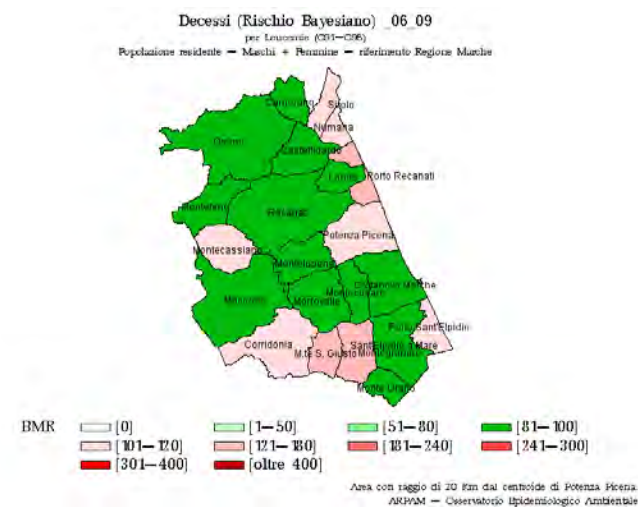 Decessi (Rischio Bayesiano) _06_09
per Leucemie (C91—C95)
Popolazione residente — Maschi + Femmine — riferimento Regione Marche
Camerano
Sirolo
Numana
Osimo
Castelfidardo
Loreto
Porto Recanati
Montefano
Recanati
Potenza Picena
Montecassiano
Montelupone
Civitanova Marche
Montecosaro
Macerata
Morrovalle
Porto Sant'Elpidio
Corridonia
M.te S. Giusto
Sant'Elpidio a Mare
Montegranaro
Monte Urano
BMR [0] [1—50] [51—80] [81—100]
[101—120] [121—180] [181—240] [241—300]
[301—400] [oltre 400]
Area con raggio di 20 Km dal centroide di Potenza Picena.
ARPAM — Osservatorio Epidemiologico Ambientale